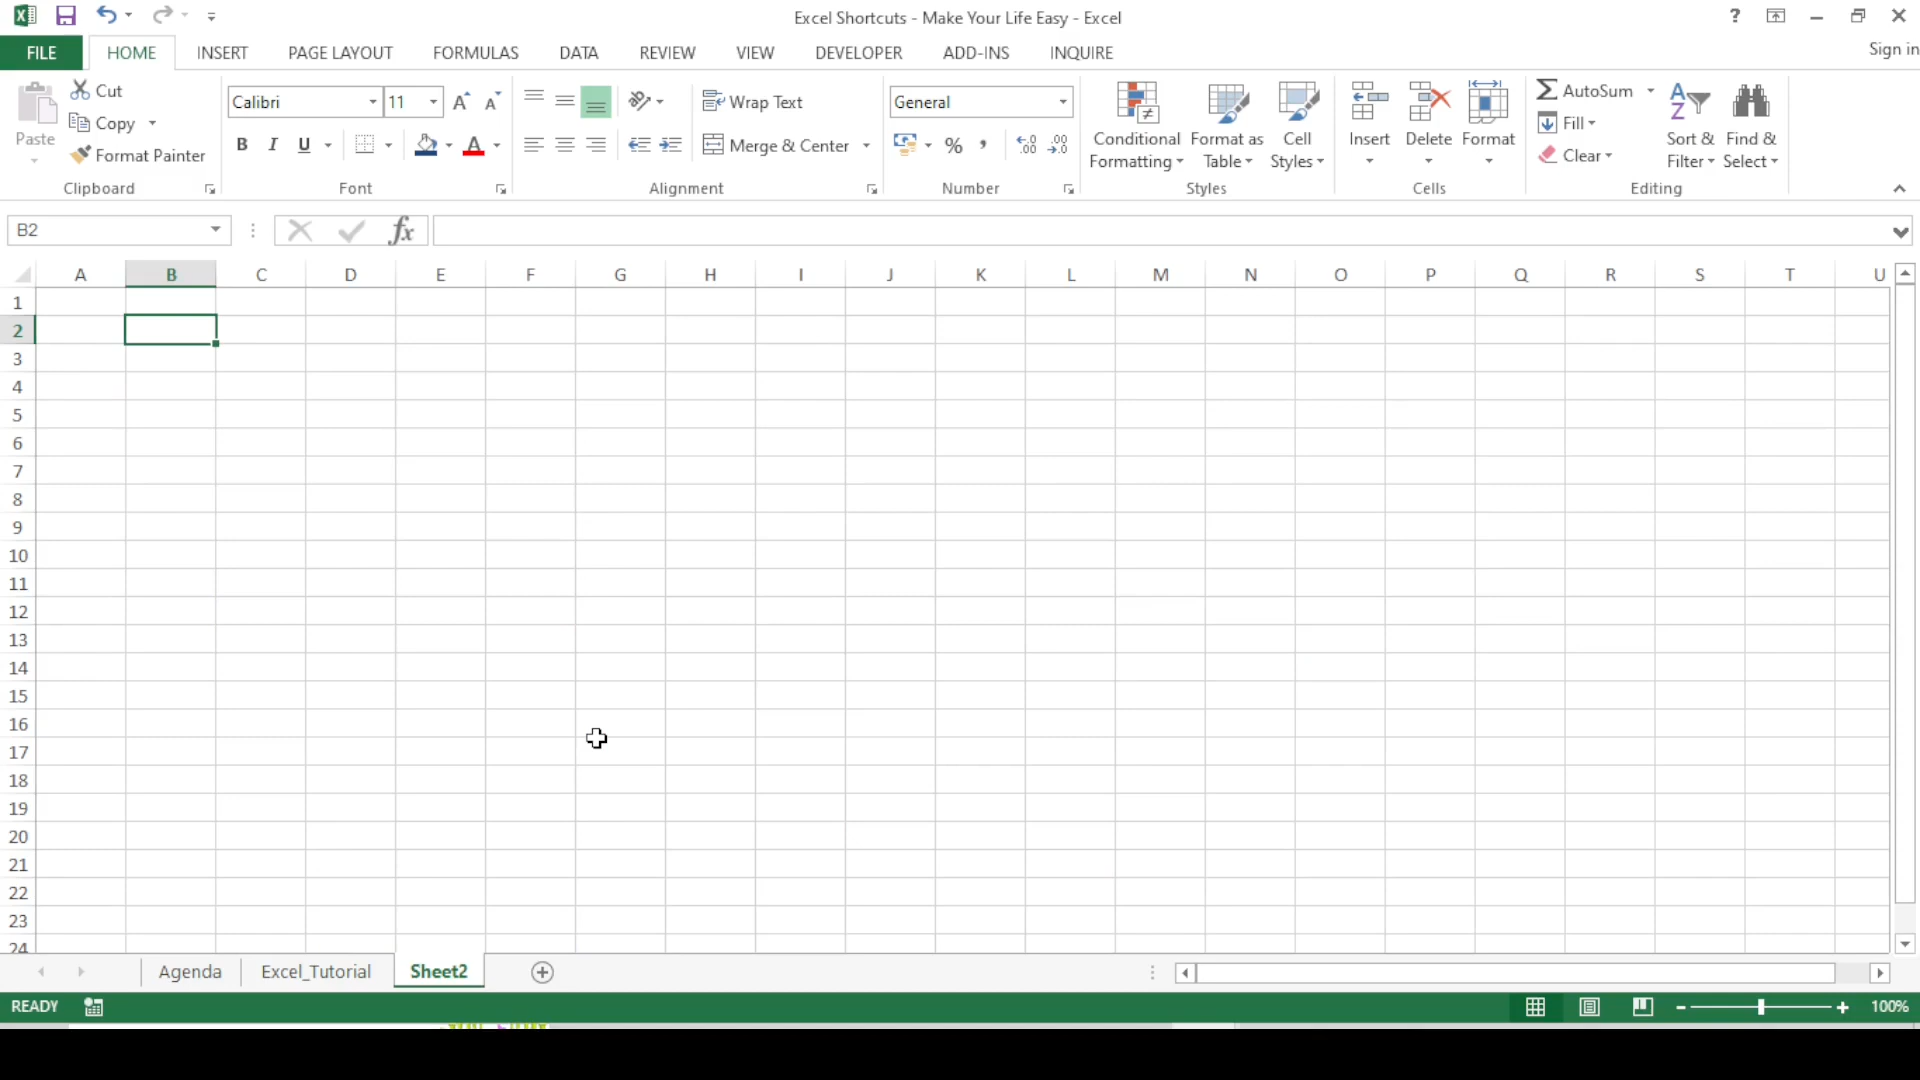 Excel Shortcuts - Make Your Life Easy - Excel
?
FILE HOME INSERT PAGE LAYOUT FORMULAS DATA REVIEW VIEW DEVELOPER ADD-INS INQUIRE Sign in
Paste
Cut
Copy
Format Painter
Clipboard
Calibri 11
B I U
Font
Wrap Text
Merge & Center
Alignment
General
%
Number
Conditional Formatting
Format as Table
Cell Styles
Styles
Insert
Delete
Format
Cells
AutoSum
Fill
Clear
Sort & Filter
Find & Select
Editing
B2
fx
A B C D E F G H I J K L M N O P Q R S T U
1
2
3
4
5
6
7
8
9
10
11
12
13
14
15
16
17
18
19
20
21
22
23
24
Agenda Excel_Tutorial Sheet2
READY
100%